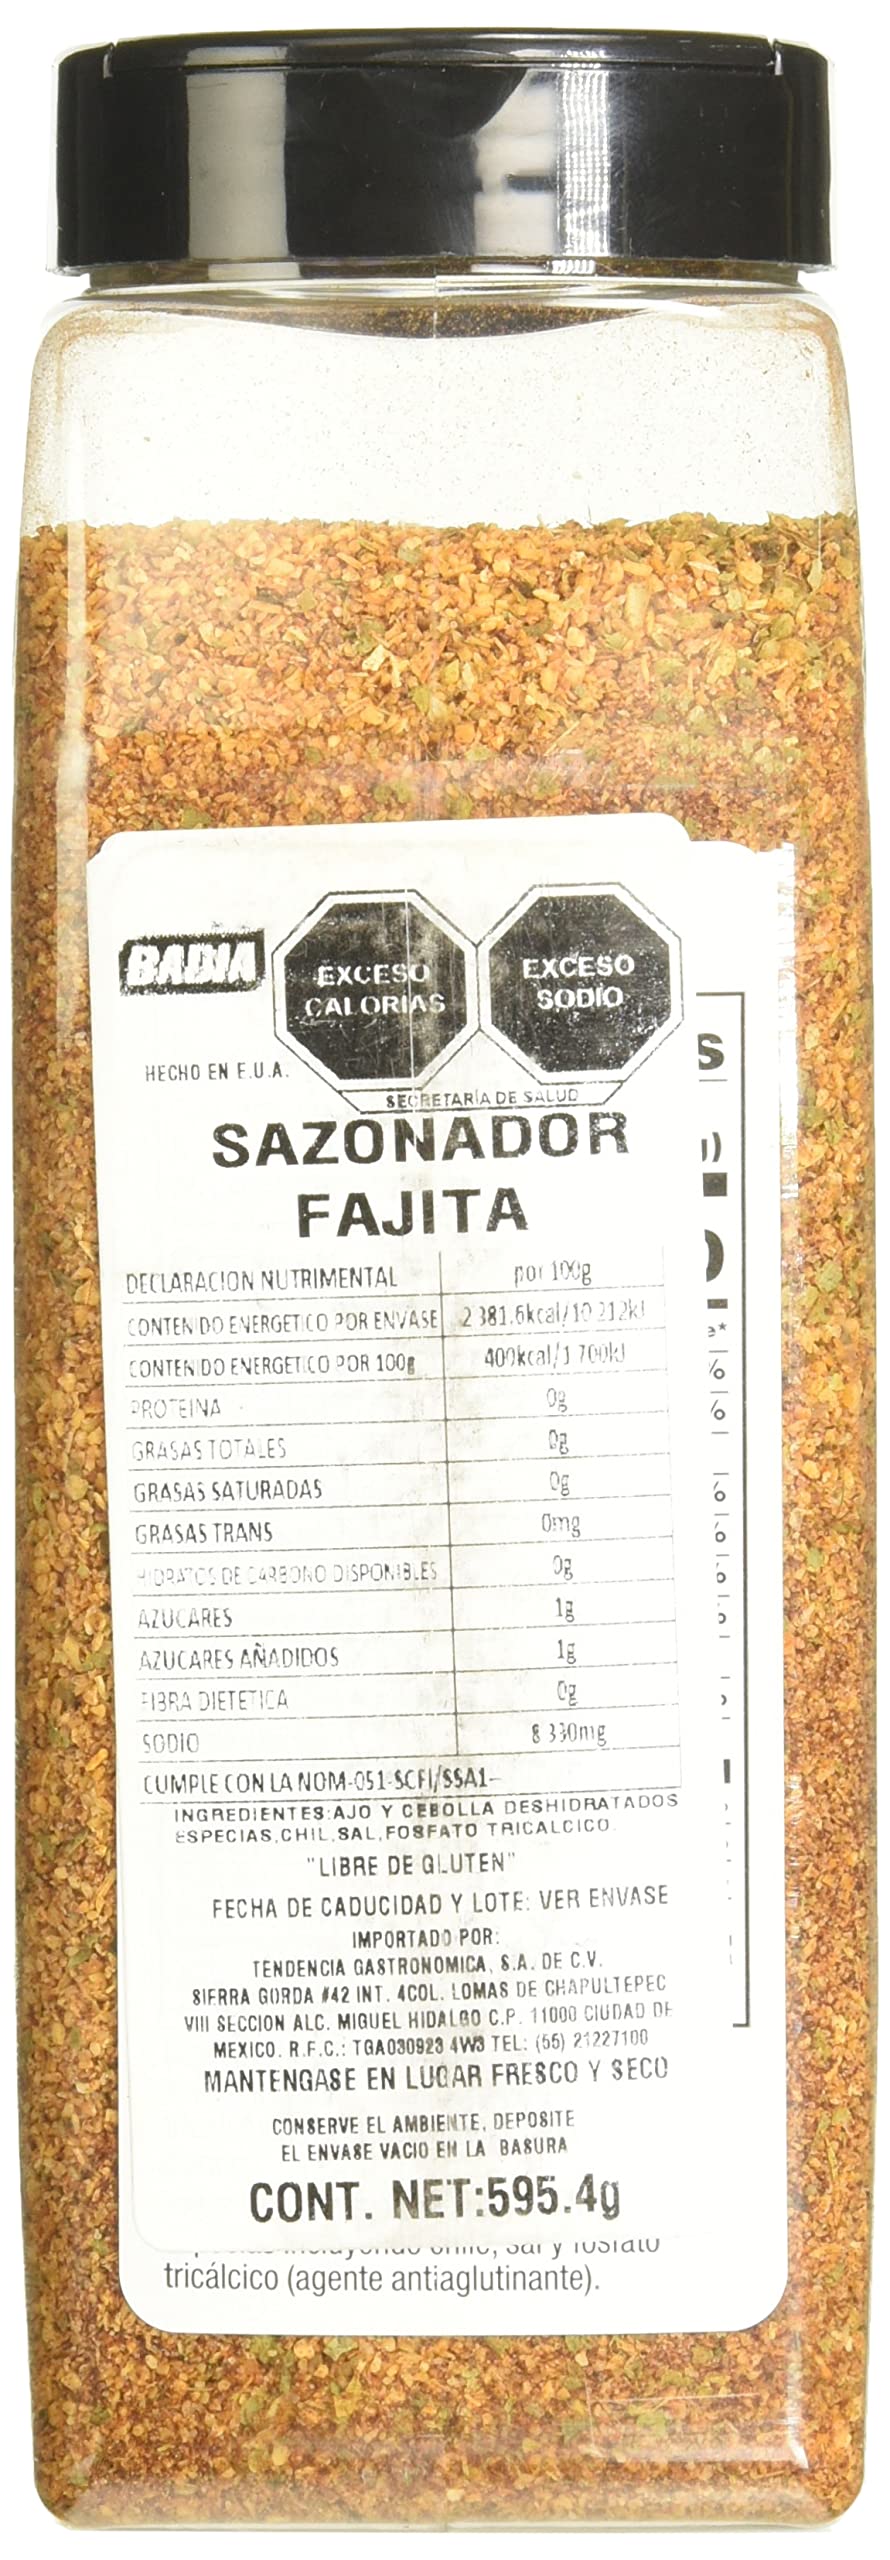 BADIA
EXCESO
CALORÍAS
EXCESO
SODIO
SECRETARÍA DE SALUD
HECHO EN E.U.A.
SAZONADOR
FAJITA
DECLARACION NUTRIMENTAL por 100g
CONTENIDO ENERGETICO POR ENVASE 2 381.6kcal/10 212kJ
CONTENIDO ENERGETICO POR 100g 400kcal/1 700kJ
PROTEINA 0g
GRASAS TOTALES 0g
GRASAS SATURADAS 0g
GRASAS TRANS 0mg
HIDRATOS DE CARBONO DISPONIBLES 0g
AZUCARES 1g
AZUCARES AÑADIDOS 1g
FIBRA DIETETICA 0g
SODIO 8 330mg
CUMPLE CON LA NOM-051-SCFI/SSA1-
INGREDIENTES:AJO Y CEBOLLA DESHIDRATADOS
ESPECIAS,CHIL,SAL,FOSFATO TRICALCICO.
"LIBRE DE GLUTEN"
FECHA DE CADUCIDAD Y LOTE: VER ENVASE
IMPORTADO POR:
TENDENCIA GASTRONOMICA, S.A. DE C.V.
SIERRA GORDA #42 INT. 4COL. LOMAS DE CHAPULTEPEC
VIII SECCION ALC. MIGUEL HIDALGO C.P. 11000 CIUDAD DE
MEXICO. R.F.C.: TGA030923 4W3 TEL: (55) 21227100
MANTENGASE EN LUGAR FRESCO Y SECO
CONSERVE EL AMBIENTE, DEPOSITE
EL ENVASE VACIO EN LA BASURA
CONT. NET:595.4g
sal y fosfato
tricálcico (agente antiaglutinante).